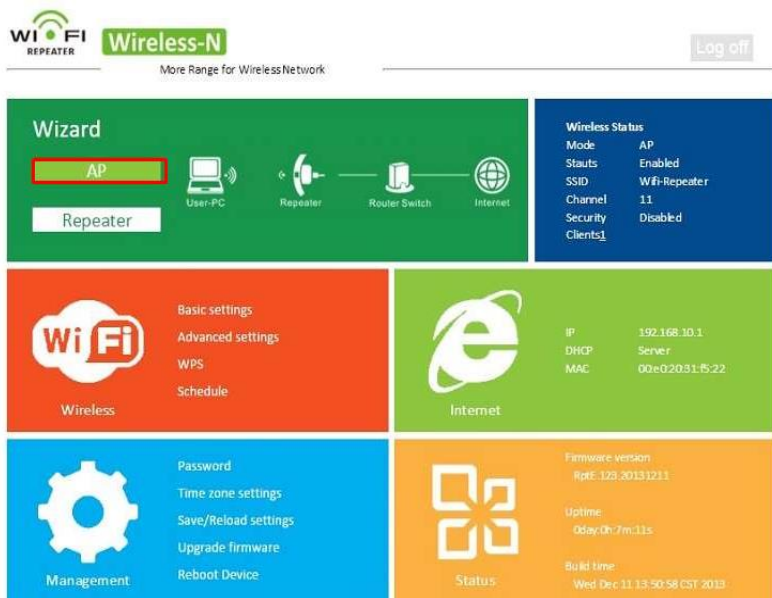 WI FI
REPEATER
Wireless-N
Log off
More Range for Wireless Network
Wizard
AP
Repeater
User-PC
Repeater
Router Switch
Internet
Wireless Status
Mode AP
Stauts Enabled
SSID Wifi-Repeater
Channel 11
Security Disabled
Clients1
WiFi
Wireless
Basic settings
Advanced settings
WPS
Schedule
Internet
IP 192.168.10.1
DHCP Server
MAC 00:e0:20:31:f5:22
Management
Password
Time zone settings
Save/Reload settings
Upgrade firmware
Reboot Device
Status
Firmware version
RptE.123.20131211
Uptime
0day:0h:7m:11s
Build time
Wed Dec 11 13:50:58 CST 2013